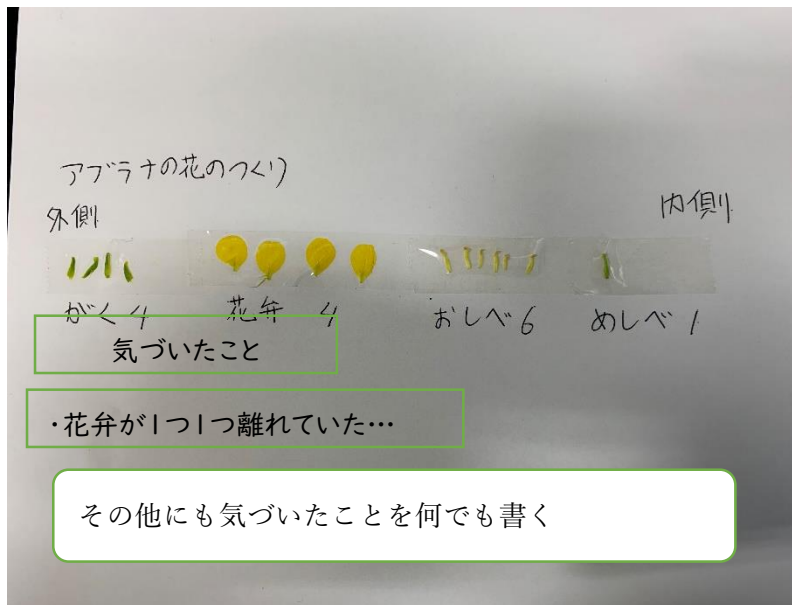 アブラナの花のつくり
外側
内側
がく4
花弁 4
おしべ6
めしべ1
気づいたこと
・花弁が1つ1つ離れていた…
その他にも気づいたことを何でも書く